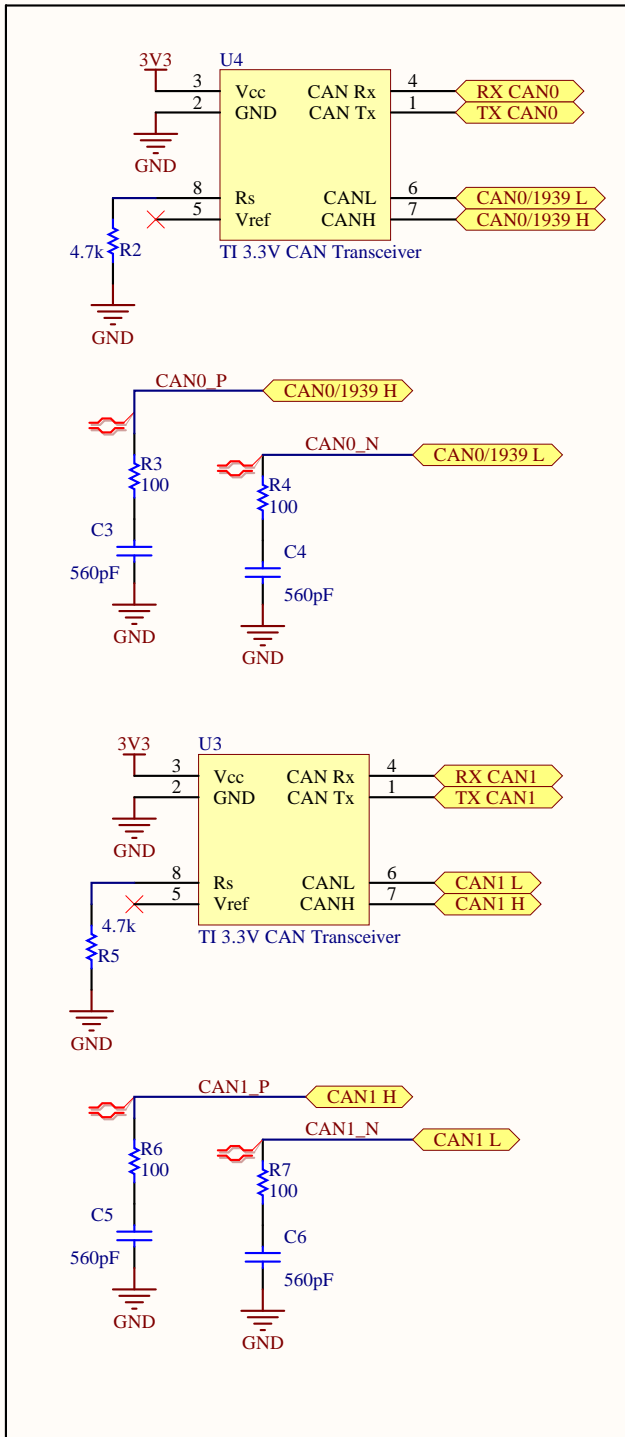 U4
3V3
3 Vcc CAN Rx 4 RX CAN0
2 GND CAN Tx 1 TX CAN0
GND
8 Rs CANL 6 CAN0/1939 L
5 Vref CANH 7 CAN0/1939 H
4.7k R2
TI 3.3V CAN Transceiver
GND
CAN0_P CAN0/1939 H
CAN0_N CAN0/1939 L
R3
100
R4
100
C3
560pF
C4
560pF
GND
GND
U3
3V3
3 Vcc CAN Rx 4 RX CAN1
2 GND CAN Tx 1 TX CAN1
GND
8 Rs CANL 6 CAN1 L
5 Vref CANH 7 CAN1 H
4.7k
R5
TI 3.3V CAN Transceiver
GND
CAN1_P CAN1 H
CAN1_N CAN1 L
R6
100
R7
100
C5
560pF
C6
560pF
GND
GND